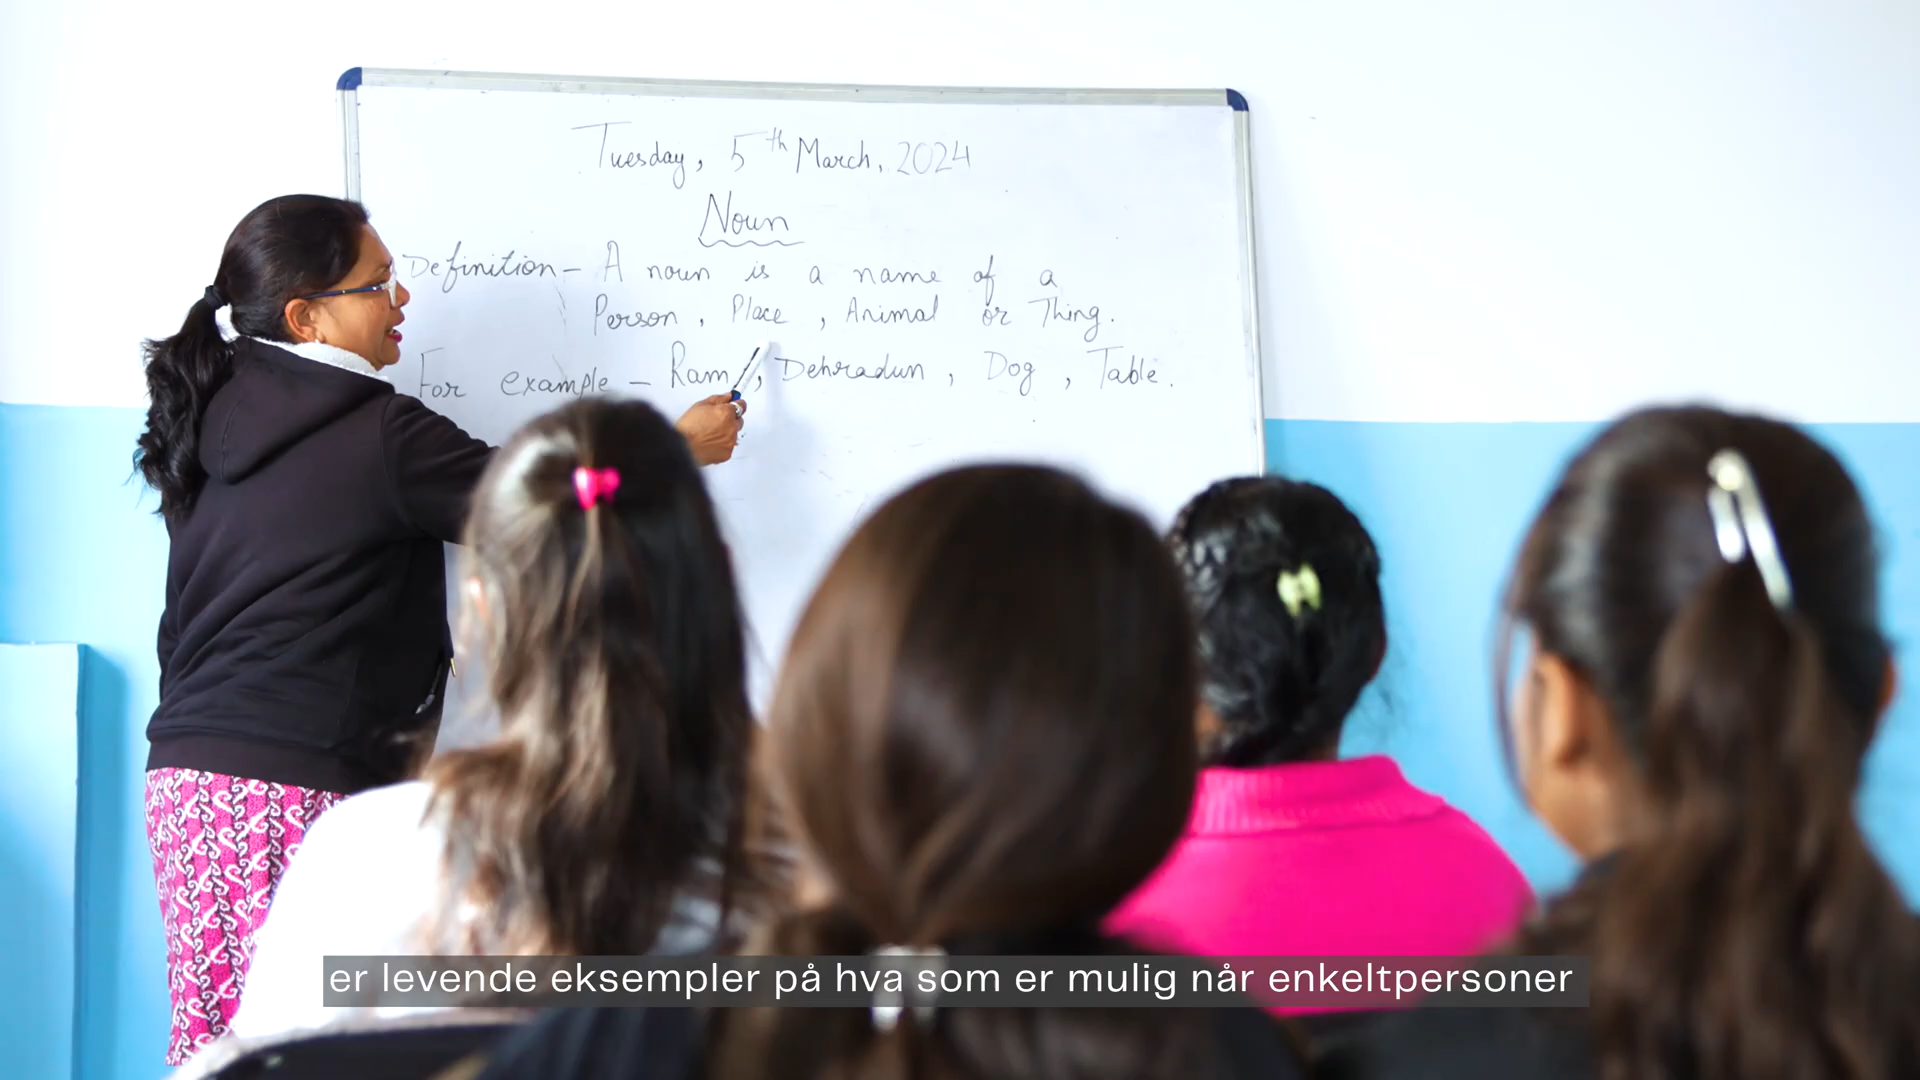 Tuesday, 5th March, 2024
Noun
Definition - A noun is a name of a
Person, Place, Animal or Thing.
For example - Ram, Dehradun, Dog, Table.
er levende eksempler på hva som er mulig når enkeltpersoner